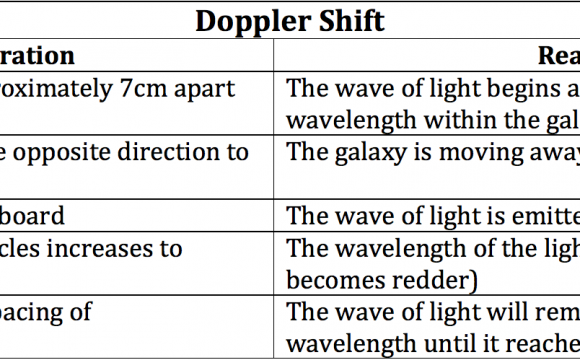 Doppler Shift
ration Rea
roximately 7cm apart The wave of light begins a
wavelength within the gal
e opposite direction to The galaxy is moving away
board The wave of light is emitte
cles increases to The wavelength of the ligh
becomes redder)
pacing of The wave of light will rem
wavelength until it reache